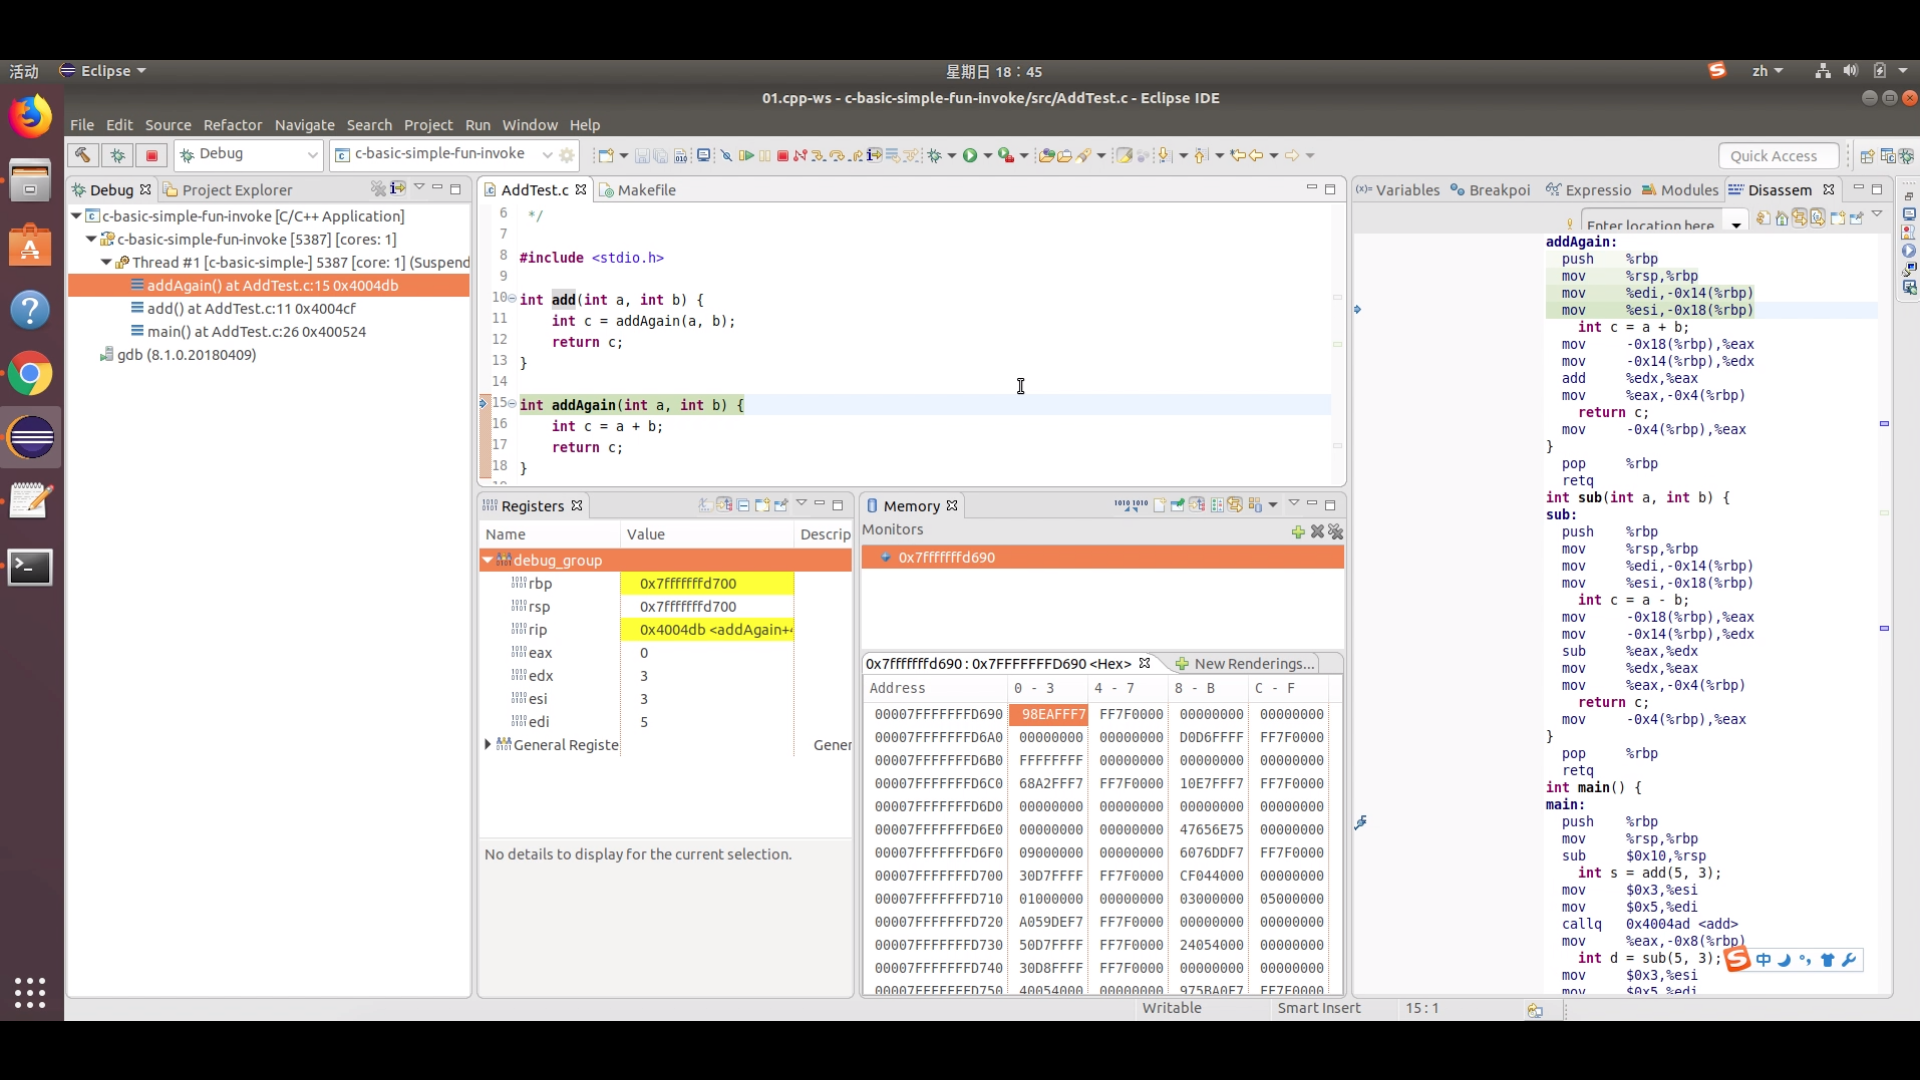 活动 Eclipse 星期日 18：45 zh
01.cpp-ws - c-basic-simple-fun-invoke/src/AddTest.c - Eclipse IDE
File Edit Source Refactor Navigate Search Project Run Window Help
Debug c-basic-simple-fun-invoke Quick Access
Debug Project Explorer
c-basic-simple-fun-invoke [C/C++ Application]
c-basic-simple-fun-invoke [5387] [cores: 1]
Thread #1 [c-basic-simple-] 5387 [core: 1] (Suspend
addAgain() at AddTest.c:15 0x4004db
add() at AddTest.c:11 0x4004cf
main() at AddTest.c:26 0x400524
gdb (8.1.0.20180409)
AddTest.c Makefile
6 */
7
8 #include <stdio.h>
9
10 int add(int a, int b) {
11 int c = addAgain(a, b);
12 return c;
13 }
14
15 int addAgain(int a, int b) {
16 int c = a + b;
17 return c;
18 }
Registers
Name Value Descrip
debug_group
rbp 0x7fffffffd700
rsp 0x7fffffffd700
rip 0x4004db <addAgain+4
eax 0
edx 3
esi 3
edi 5
General Registe Gener
No details to display for the current selection.
Memory
Monitors
0x7fffffffd690
0x7fffffffd690 : 0x7FFFFFFFD690 <Hex> New Renderings...
Address 0 - 3 4 - 7 8 - B C - F
00007FFFFFFFD690 98EAFFF7 FF7F0000 00000000 00000000
00007FFFFFFFD6A0 00000000 00000000 D0D6FFFF FF7F0000
00007FFFFFFFD6B0 FFFFFFFF 00000000 00000000 00000000
00007FFFFFFFD6C0 68A2FFF7 FF7F0000 10E7FFF7 FF7F0000
00007FFFFFFFD6D0 00000000 00000000 00000000 00000000
00007FFFFFFFD6E0 00000000 00000000 47656E75 00000000
00007FFFFFFFD6F0 09000000 00000000 6076DDF7 FF7F0000
00007FFFFFFFD700 30D7FFFF FF7F0000 CF044000 00000000
00007FFFFFFFD710 01000000 00000000 03000000 05000000
00007FFFFFFFD720 A059DEF7 FF7F0000 00000000 00000000
00007FFFFFFFD730 50D7FFFF FF7F0000 24054000 00000000
00007FFFFFFFD740 30D8FFFF FF7F0000 00000000 00000000
00007FFFFFFFD750 40054000 00000000 975BA0F7 FF7F0000
(x)= Variables Breakpoi Expressio Modules Disassem
Enter location here
addAgain:
push %rbp
mov %rsp,%rbp
mov %edi,-0x14(%rbp)
mov %esi,-0x18(%rbp)
int c = a + b;
mov -0x18(%rbp),%eax
mov -0x14(%rbp),%edx
add %edx,%eax
mov %eax,-0x4(%rbp)
return c;
mov -0x4(%rbp),%eax
}
pop %rbp
retq
int sub(int a, int b) {
sub:
push %rbp
mov %rsp,%rbp
mov %edi,-0x14(%rbp)
mov %esi,-0x18(%rbp)
int c = a - b;
mov -0x18(%rbp),%eax
mov -0x14(%rbp),%edx
sub %eax,%edx
mov %edx,%eax
mov %eax,-0x4(%rbp)
return c;
mov -0x4(%rbp),%eax
}
pop %rbp
retq
int main() {
main:
push %rbp
mov %rsp,%rbp
sub $0x10,%rsp
int s = add(5, 3);
mov $0x3,%esi
mov $0x5,%edi
callq 0x4004ad <add>
mov %eax,-0x8(%rbp)
int d = sub(5, 3);
mov $0x3,%esi
mov $0x5,%edi
中
Writable Smart Insert 15 : 1